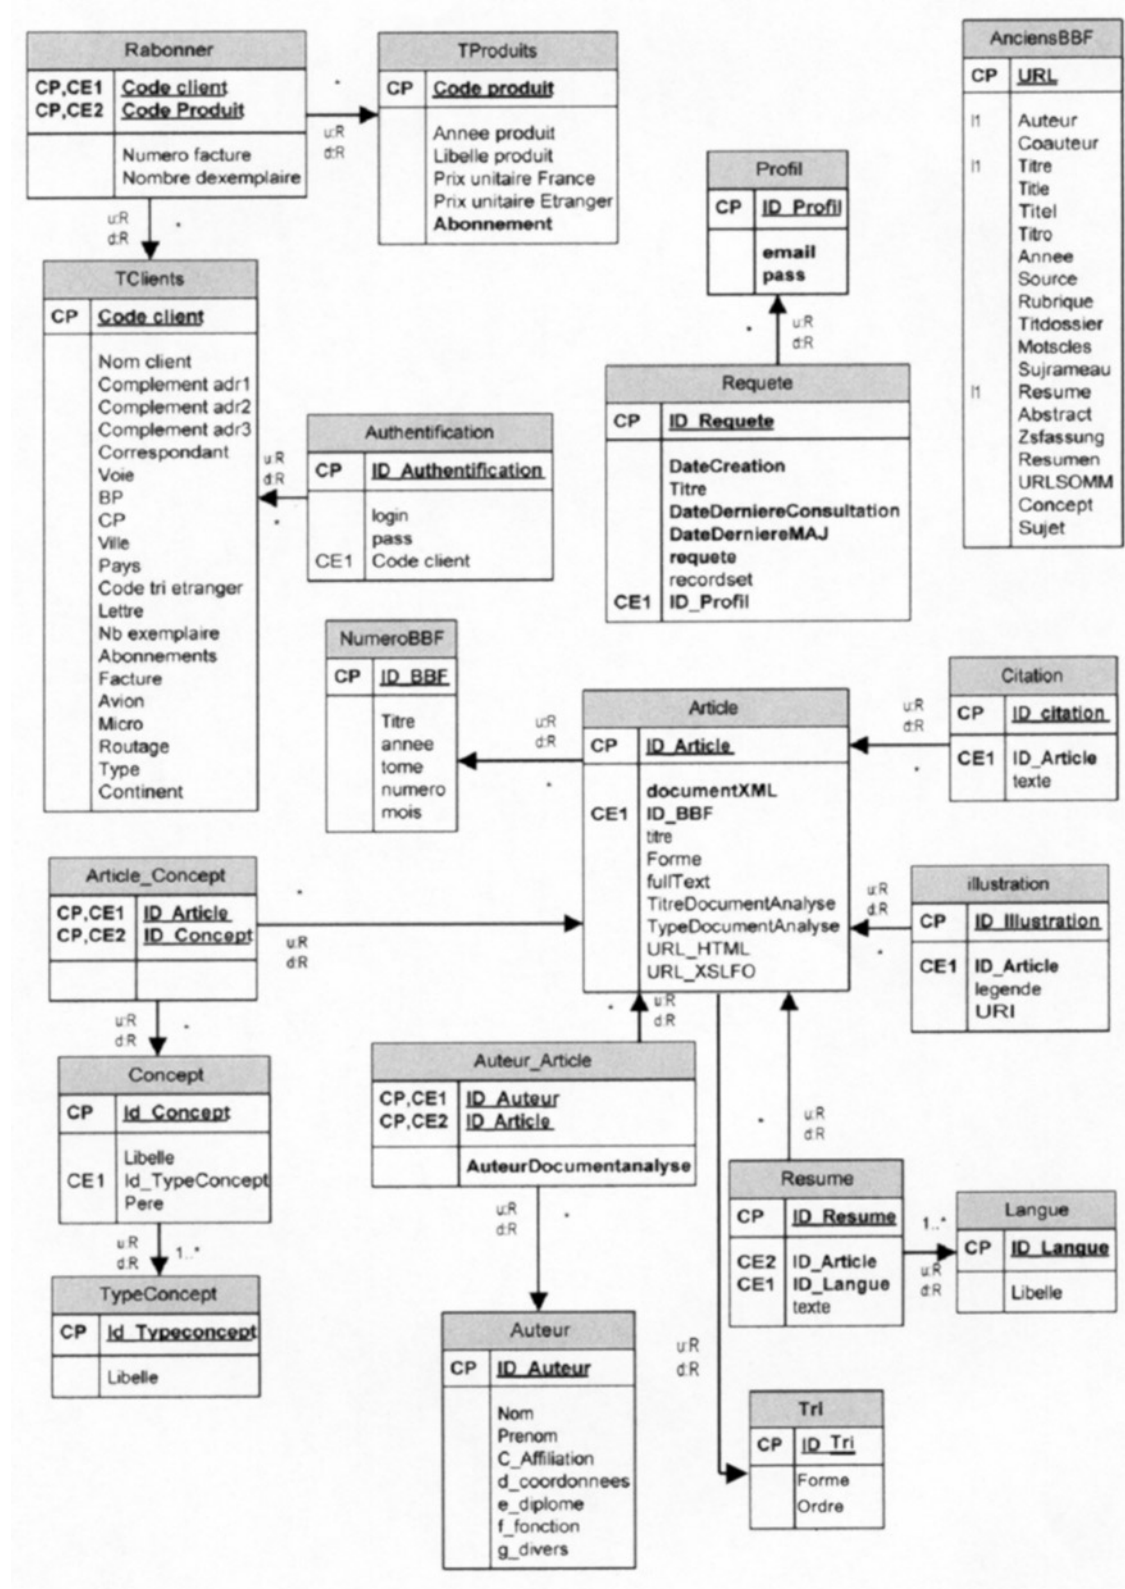 Rabonner
CP,CE1 Code client
CP,CE2 Code Produit
Numero facture
Nombre dexemplaire
*
u:R
d:R
TProduits
CP Code produit
Annee produit
Libelle produit
Prix unitaire France
Prix unitaire Etranger
Abonnement
AnciensBBF
CP URL
I1 Auteur
Coauteur
I1 Titre
Title
Titel
Titro
Annee
Source
Rubrique
Titdossier
Motscles
Sujrameau
I1 Resume
Abstract
Zsfassung
Resumen
URLSOMM
Concept
Sujet
Profil
CP ID_Profil
email
pass
u:R
* d:R
u:R
d:R *
TClients
CP Code client
Nom client
Complement adr1
Complement adr2
Complement adr3
Correspondant
Voie
BP
CP
Ville
Pays
Code tri etranger
Lettre
Nb exemplaire
Abonnements
Facture
Avion
Micro
Routage
Type
Continent
Authentification
CP ID_Authentification
login
pass
CE1 Code client
u:R
d:R
*
Requete
CP ID_Requete
DateCreation
Titre
DateDerniereConsultation
DateDerniereMAJ
requete
recordset
CE1 ID_Profil
NumeroBBF
CP ID_BBF
Titre
annee
tome
numero
mois
u:R
d:R
*
Article
CP ID_Article
documentXML
CE1 ID_BBF
titre
Forme
fullText
TitreDocumentAnalyse
TypeDocumentAnalyse
URL_HTML
URL_XSLFO
u:R
d:R
*
Citation
CP ID_citation
CE1 ID_Article
texte
u:R
d:R
*
illustration
CP ID_Illustration
CE1 ID_Article
legende
URI
Article_Concept
CP,CE1 ID_Article
CP,CE2 ID_Concept
*
u:R
d:R
u:R *
d:R
Concept
CP Id_Concept
Libelle
CE1 Id_TypeConcept
Pere
u:R
d:R 1..*
TypeConcept
CP Id_Typeconcept
Libelle
u:R
d:R
Auteur_Article
CP,CE1 ID_Auteur
CP,CE2 ID_Article
AuteurDocumentanalyse
u:R *
d:R
Auteur
CP ID_Auteur
Nom
Prenom
C_Affiliation
d_coordonnees
e_diplome
f_fonction
g_divers
* u:R
d:R
Resume
CP ID_Resume
CE2 ID_Article
CE1 ID_Langue
texte
1..*
u:R
d:R
Langue
CP ID_Langue
Libelle
u:R
d:R
TrI
CP ID_Tri
Forme
Ordre